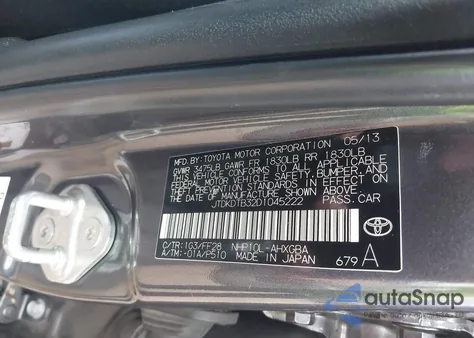 MFD. BY: TOYOTA MOTOR CORPORATION 05/13
GVWR 3475LB GAWR FR 1830LB RR 1830LB
THIS VEHICLE CONFORMS TO ALL APPLICABLE
FEDERAL MOTOR VEHICLE SAFETY, BUMPER, AND
THEFT PREVENTION STANDARDS IN EFFECT ON
THE DATE OF MANUFACTURE SHOWN ABOVE.
JTDKDTB32D1045222 PASS.CAR
C/TR:1G3/FF28 NHP10L-AHXGBA
A/TM:-01A/P510 MADE IN JAPAN 679 A
autoSnap